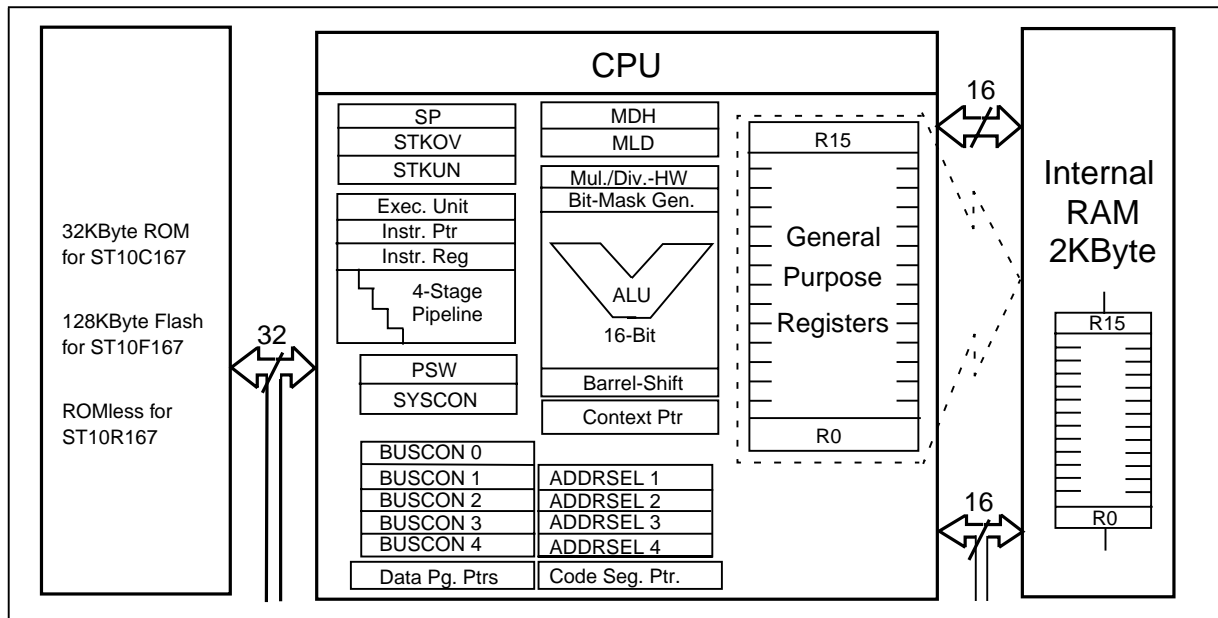 CPU
32KByte ROM
for ST10C167
128KByte Flash
for ST10F167
ROMless for
ST10R167
32
SP
STKOV
STKUN
Exec. Unit
Instr. Ptr
Instr. Reg
4-Stage
Pipeline
PSW
SYSCON
BUSCON 0
BUSCON 1
BUSCON 2
BUSCON 3
BUSCON 4
Data Pg. Ptrs
MDH
MLD
Mul./Div.-HW
Bit-Mask Gen.
ALU
16-Bit
Barrel-Shift
Context Ptr
ADDRSEL 1
ADDRSEL 2
ADDRSEL 3
ADDRSEL 4
Code Seg. Ptr.
R15
General
Purpose
Registers
R0
16
16
Internal
RAM
2KByte
R15
R0